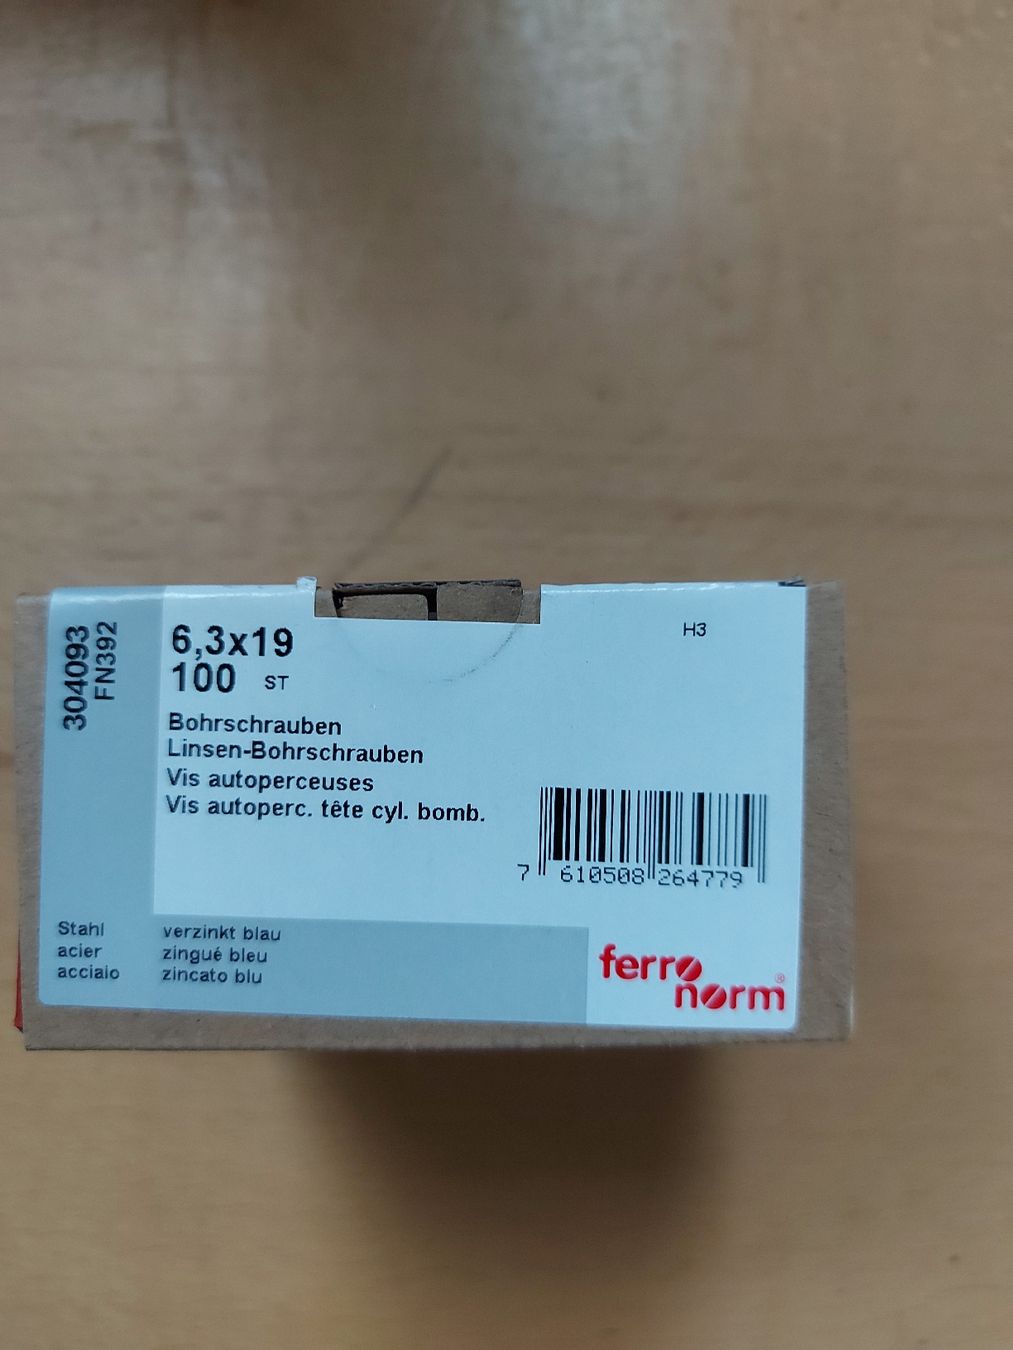 304093
FN392
6,3x19
100 ST
H3
Bohrschrauben
Linsen-Bohrschrauben
Vis autoperceuses
Vis autoperc. tête cyl. bomb.
7 610508 264779
Stahl verzinkt blau
acier zingué bleu
acciaio zincato blu
ferro
norm®